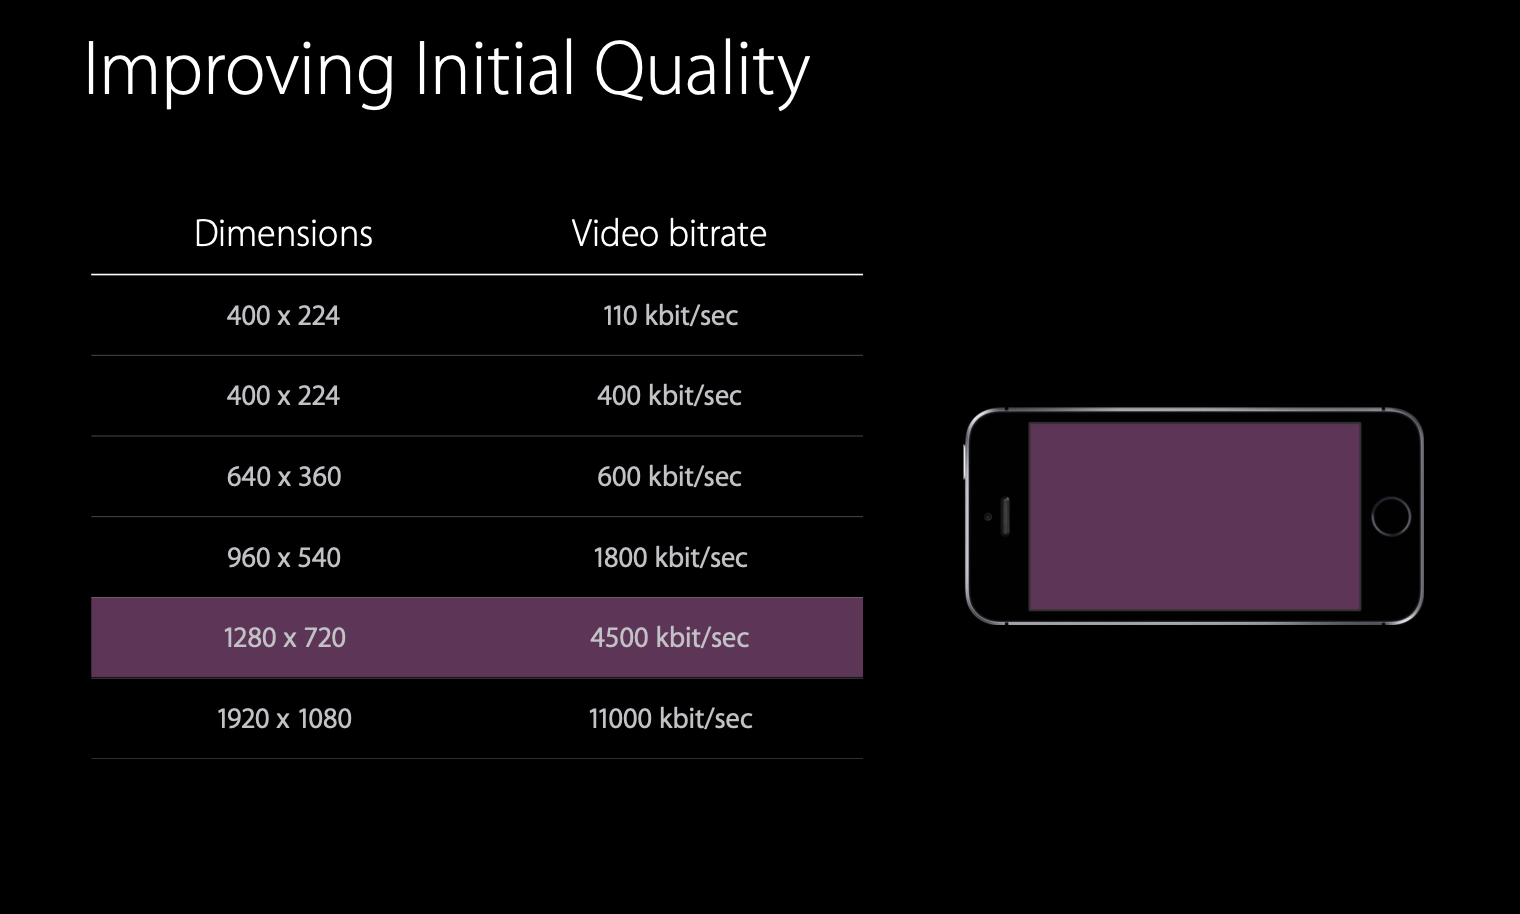 Improving Initial Quality
Dimensions Video bitrate
400 x 224 110 kbit/sec
400 x 224 400 kbit/sec
640 x 360 600 kbit/sec
960 x 540 1800 kbit/sec
1280 x 720 4500 kbit/sec
1920 x 1080 11000 kbit/sec